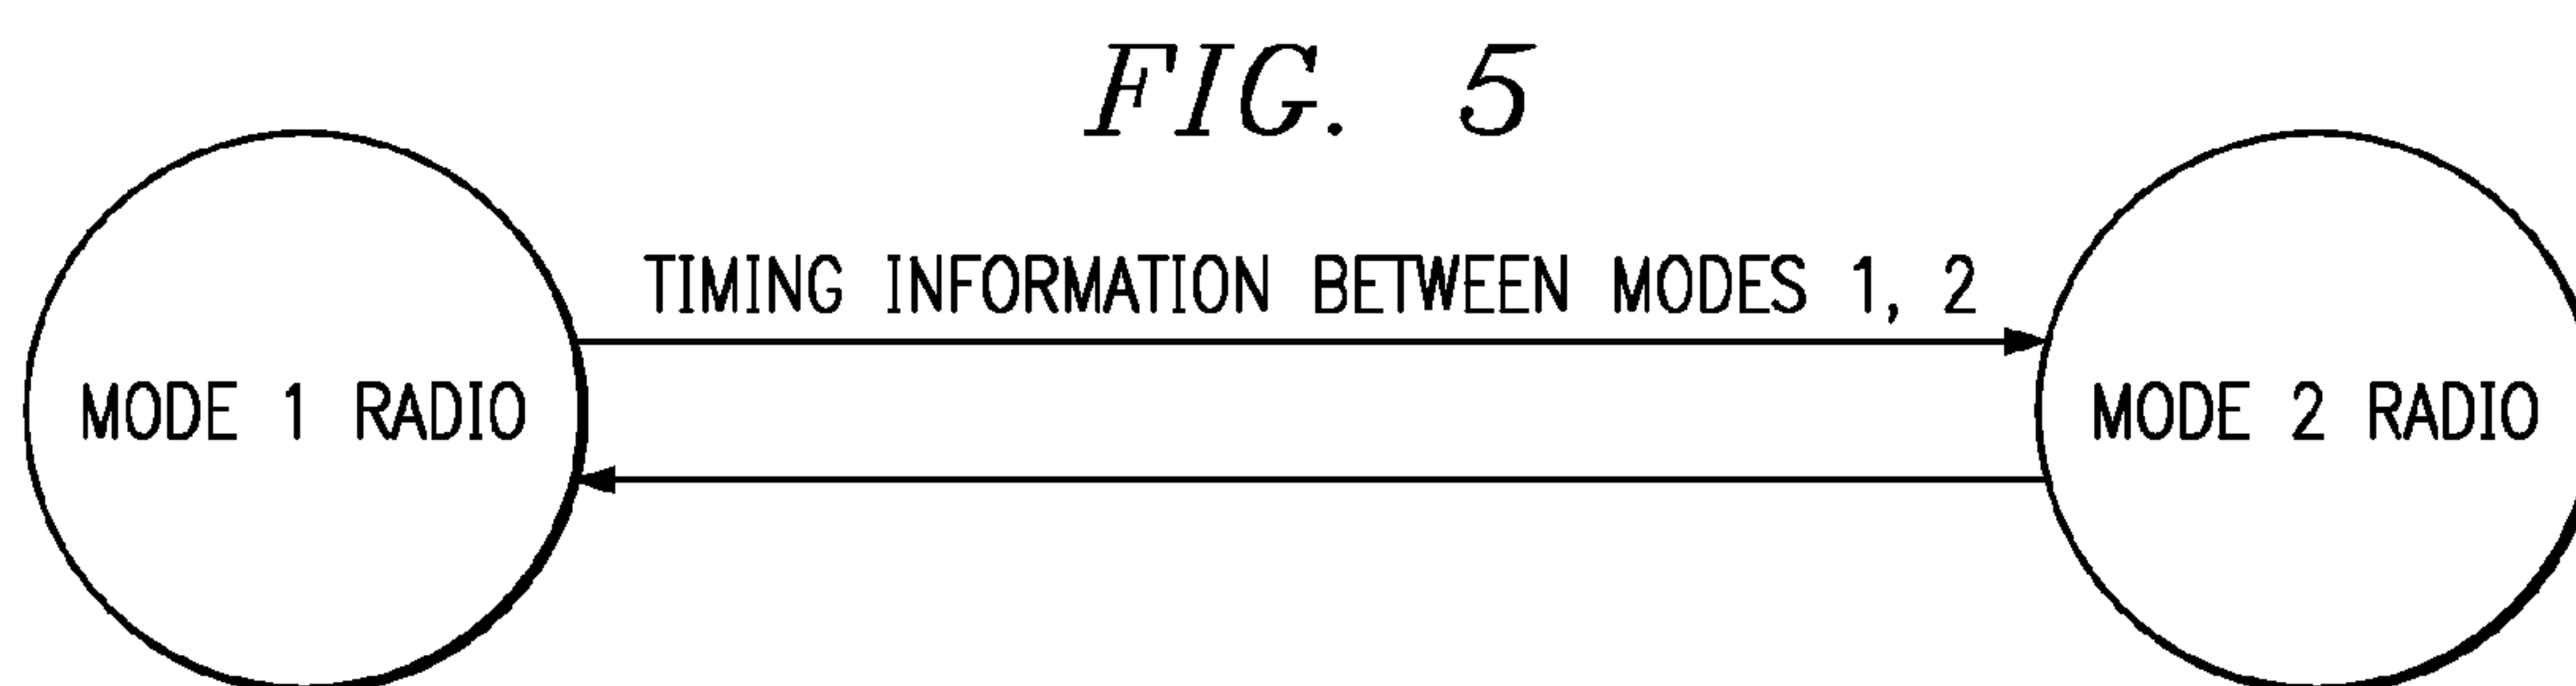 FIG. 5
TIMING INFORMATION BETWEEN MODES 1, 2
MODE 1 RADIO
MODE 2 RADIO